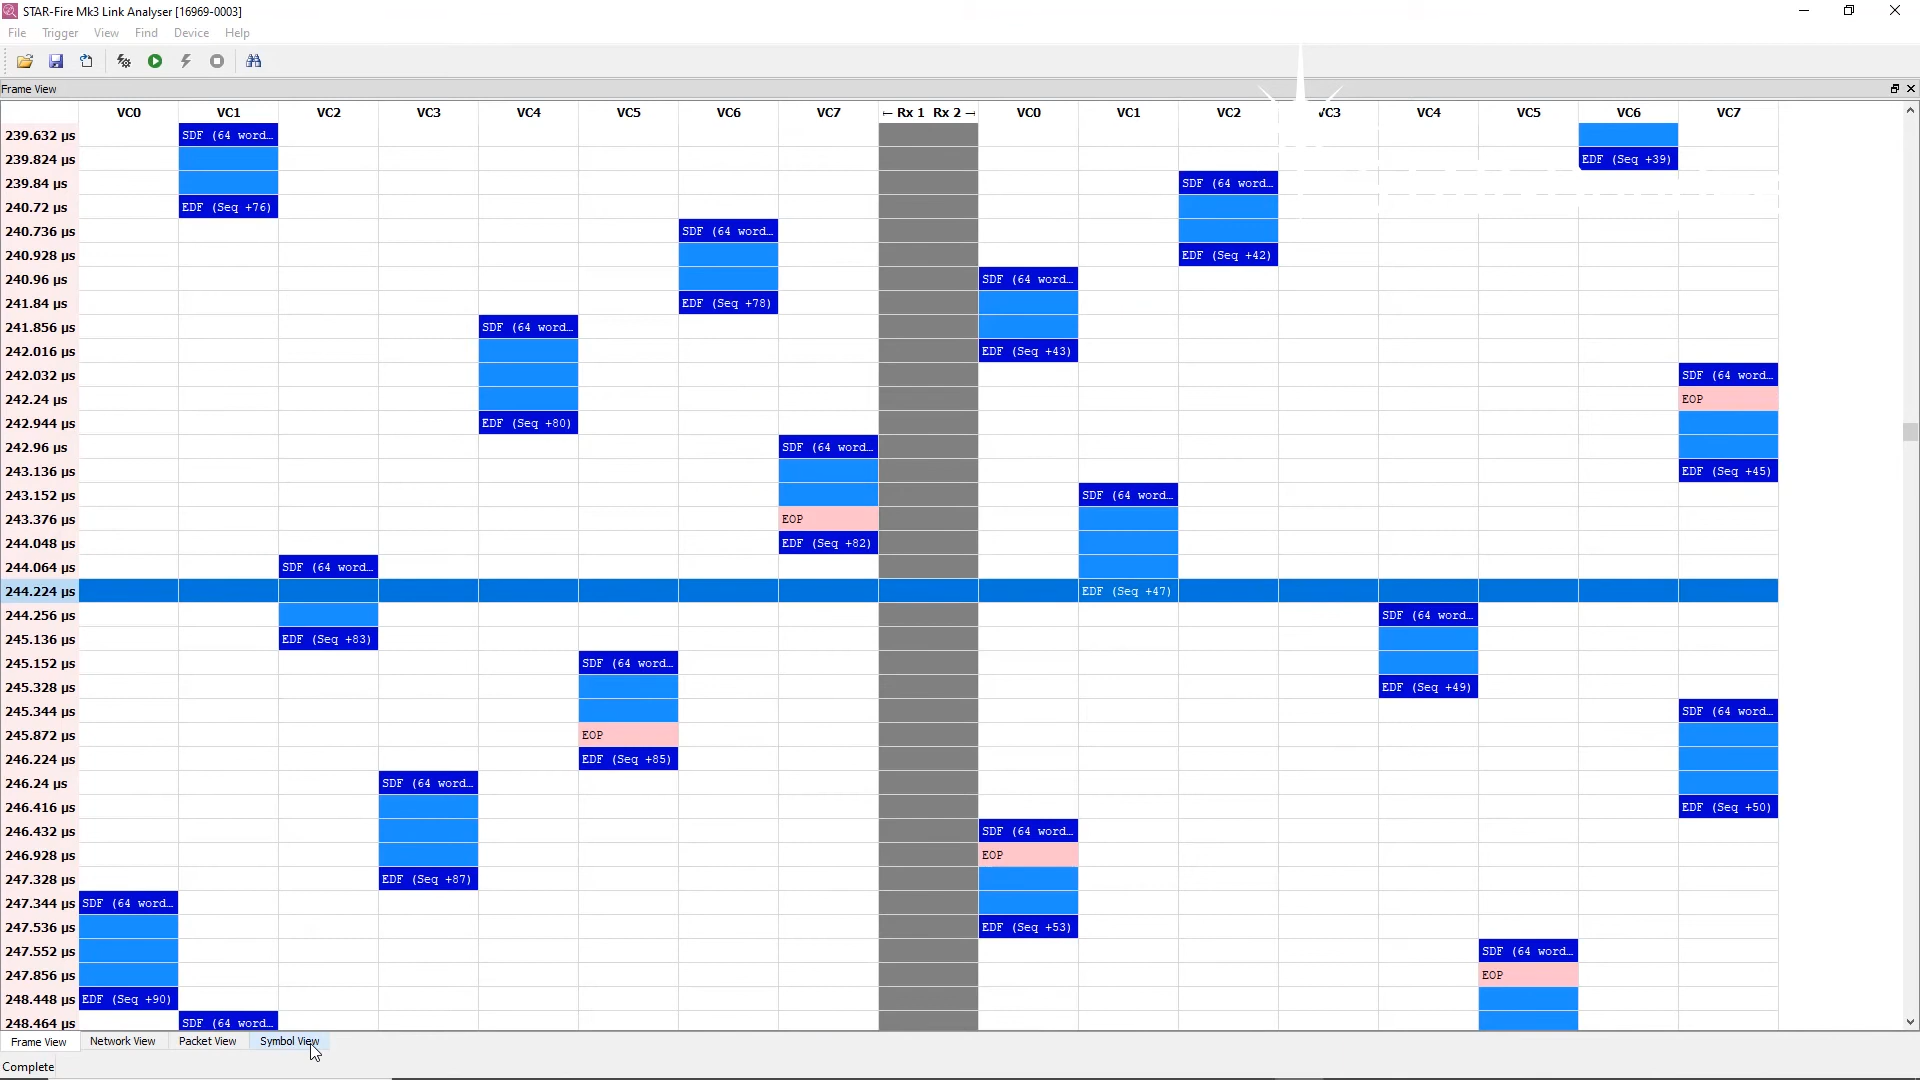 STAR-Fire Mk3 Link Analyser [16969-0003]
File Trigger View Find Device Help
Frame View
VC0 VC1 VC2 VC3 VC4 VC5 VC6 VC7 ← Rx 1 Rx 2 → VC0 VC1 VC2 VC3 VC4 VC5 VC6 VC7
239.632 µs SDF (64 word...
239.824 µs EDF (Seq +39)
239.84 µs SDF (64 word...
240.72 µs EDF (Seq +76)
240.736 µs SDF (64 word...
240.928 µs EDF (Seq +42)
240.96 µs SDF (64 word...
241.84 µs EDF (Seq +78)
241.856 µs SDF (64 word...
242.016 µs EDF (Seq +43)
242.032 µs SDF (64 word...
242.24 µs EOP
242.944 µs EDF (Seq +80)
242.96 µs SDF (64 word...
243.136 µs EDF (Seq +45)
243.152 µs SDF (64 word...
243.376 µs EOP
244.048 µs EDF (Seq +82)
244.064 µs SDF (64 word...
244.224 µs EDF (Seq +47)
244.256 µs SDF (64 word...
245.136 µs EDF (Seq +83)
245.152 µs SDF (64 word...
245.328 µs EDF (Seq +49)
245.344 µs SDF (64 word...
245.872 µs EOP
246.224 µs EDF (Seq +85)
246.24 µs SDF (64 word...
246.416 µs EDF (Seq +50)
246.432 µs SDF (64 word...
246.928 µs EOP
247.328 µs EDF (Seq +87)
247.344 µs SDF (64 word...
247.536 µs EDF (Seq +53)
247.552 µs SDF (64 word...
247.856 µs EOP
248.448 µs EDF (Seq +90)
248.464 µs SDF (64 word...
Frame View Network View Packet View Symbol View
Complete